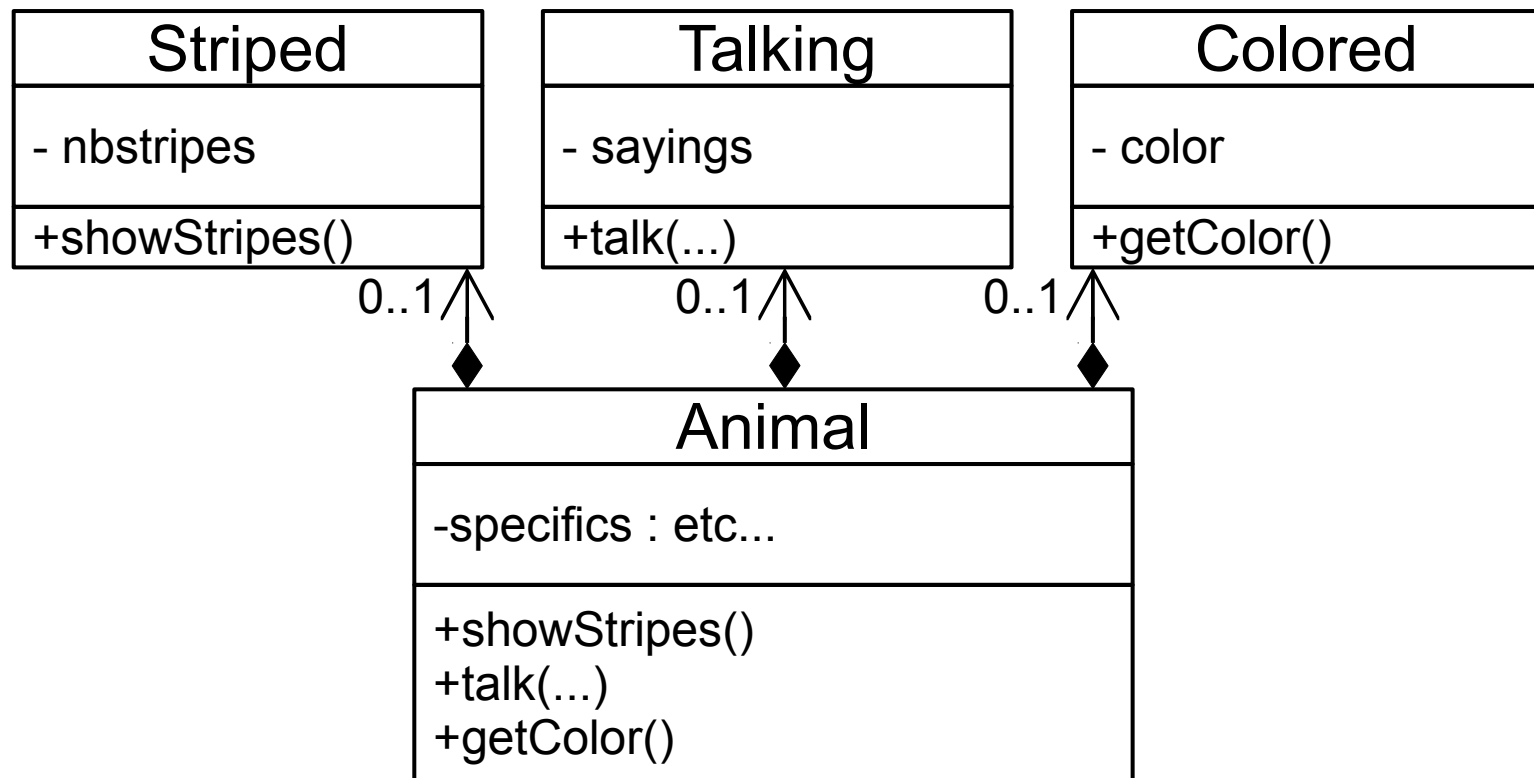 Striped
- nbstripes
+showStripes()
Talking
- sayings
+talk(...)
Colored
- color
+getColor()
0..1
0..1
0..1
Animal
-specifics : etc...
+showStripes()
+talk(...)
+getColor()